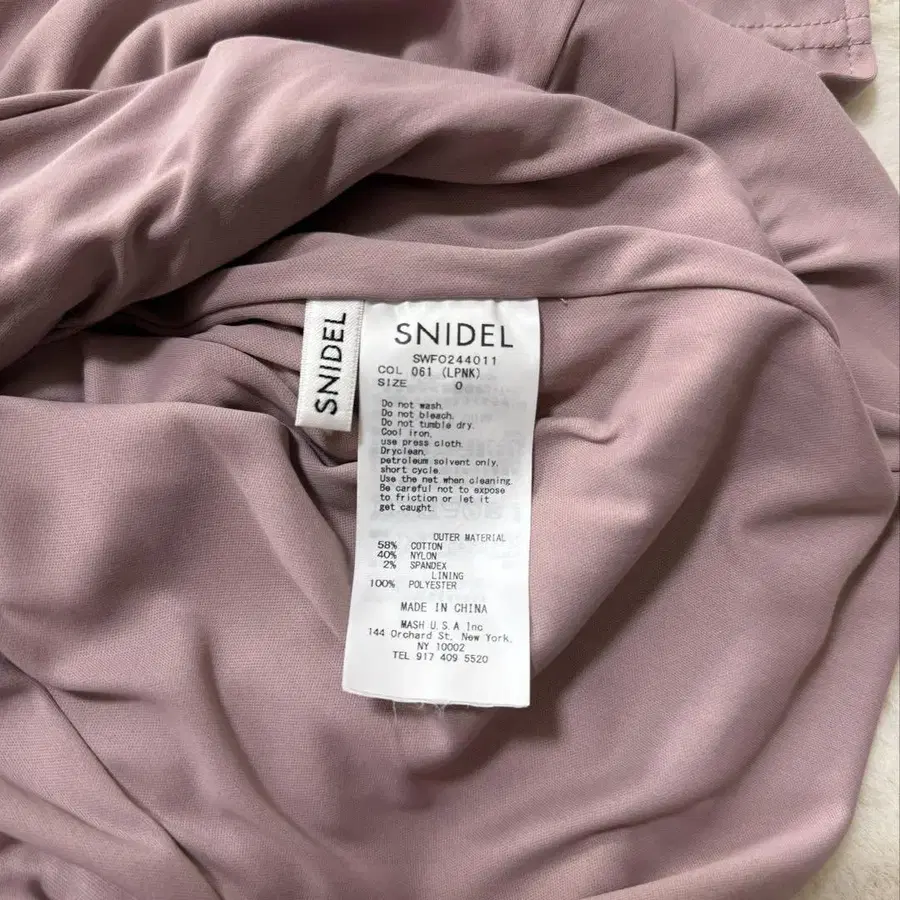 SNIDEL
SNIDEL
SWFO244011
COL 061 (LPNK)
SIZE 0
Do not wash.
Do not bleach.
Do not tumble dry.
Cool iron,
use press cloth.
Dryclean,
petroleum solvent only,
short cycle.
Use the net when cleaning.
Be careful not to expose
to friction or let it
get caught.
OUTER MATERIAL
58% COTTON
40% NYLON
2% SPANDEX
LINING
100% POLYESTER
MADE IN CHINA
MASH U.S.A Inc
144 Orchard St, New York,
NY 10002
TEL 917 409 5520